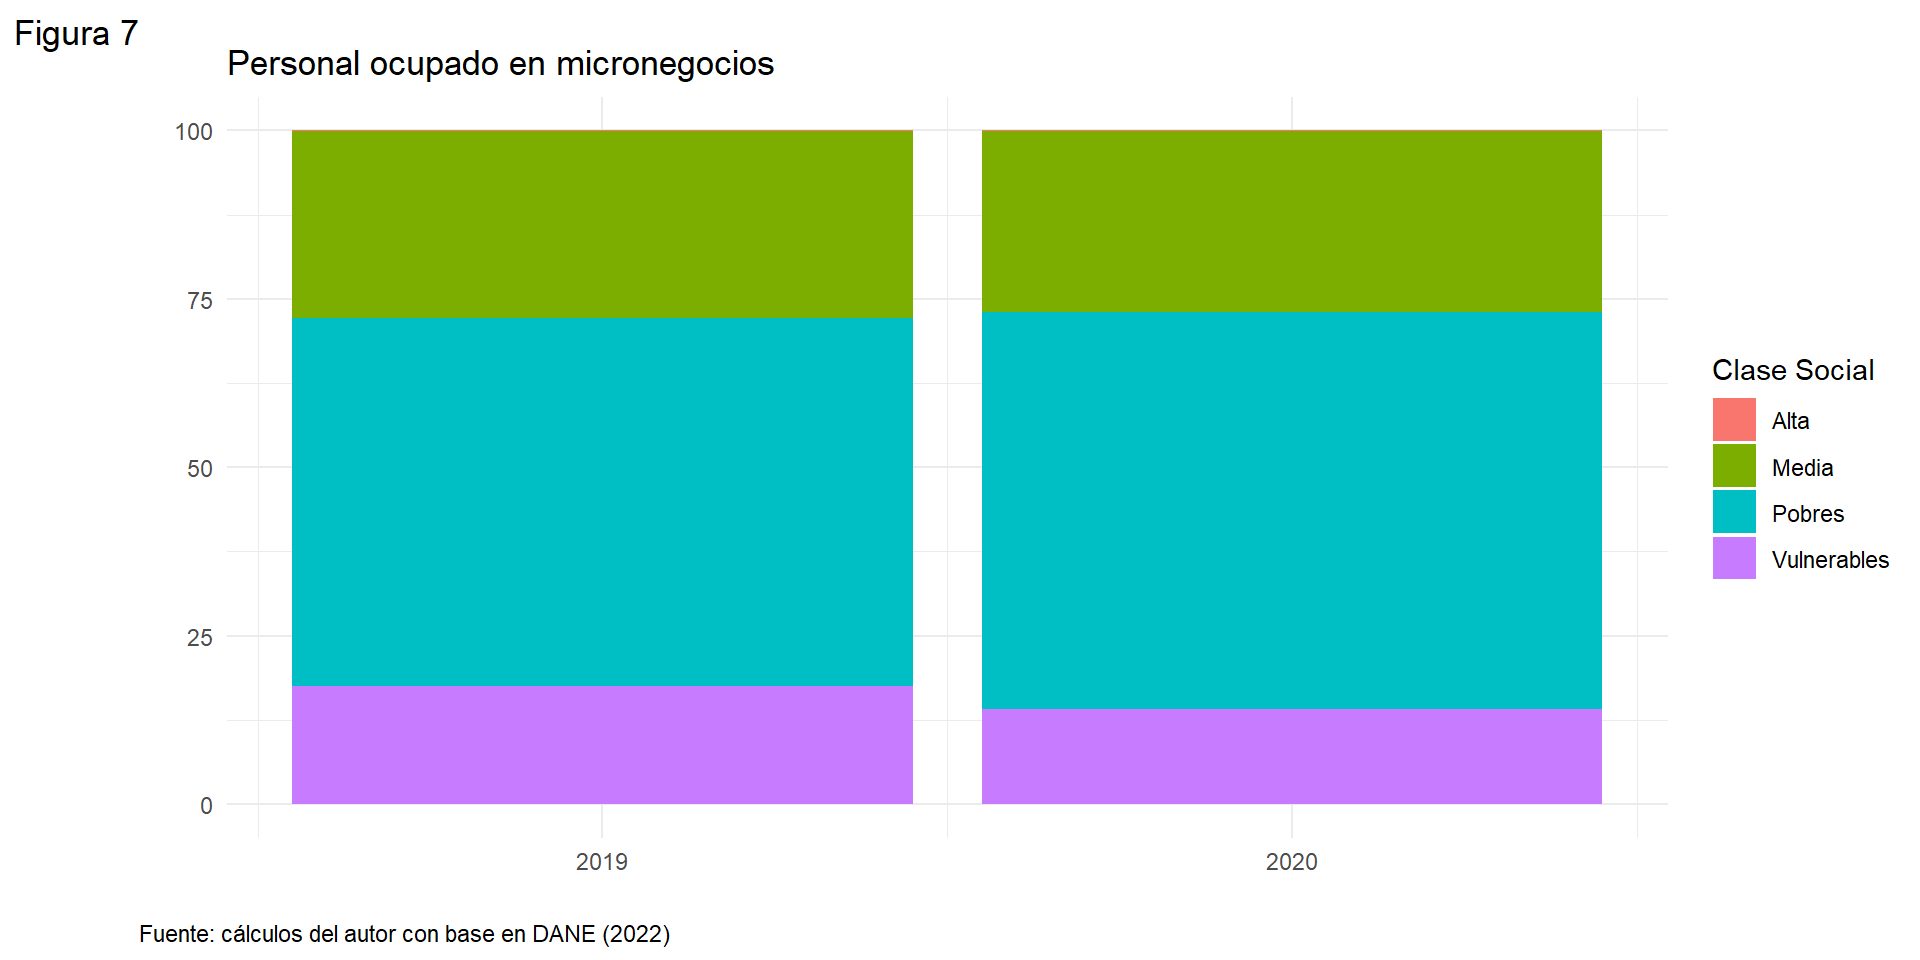 Figura 7
Personal ocupado en micronegocios
100
75
50
25
0
2019
2020
Clase Social
Alta
Media
Pobres
Vulnerables
Fuente: cálculos del autor con base en DANE (2022)